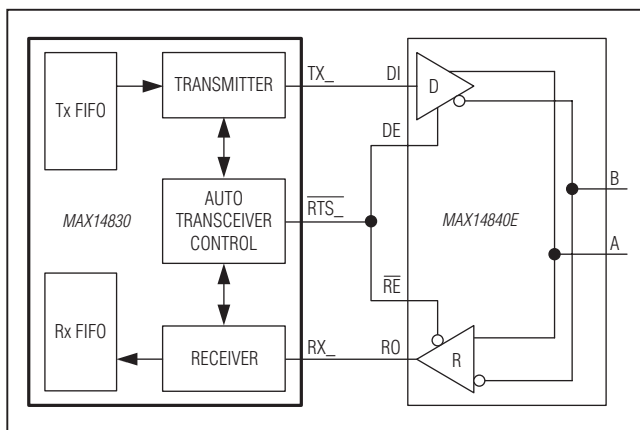 TX_
DI
TRANSMITTER
D
Tx FIFO
DE
AUTO
TRANSCEIVER
CONTROL
RTS_
B
MAX14830
MAX14840E
A
RE
Rx FIFO
RECEIVER
RX_
RO
R